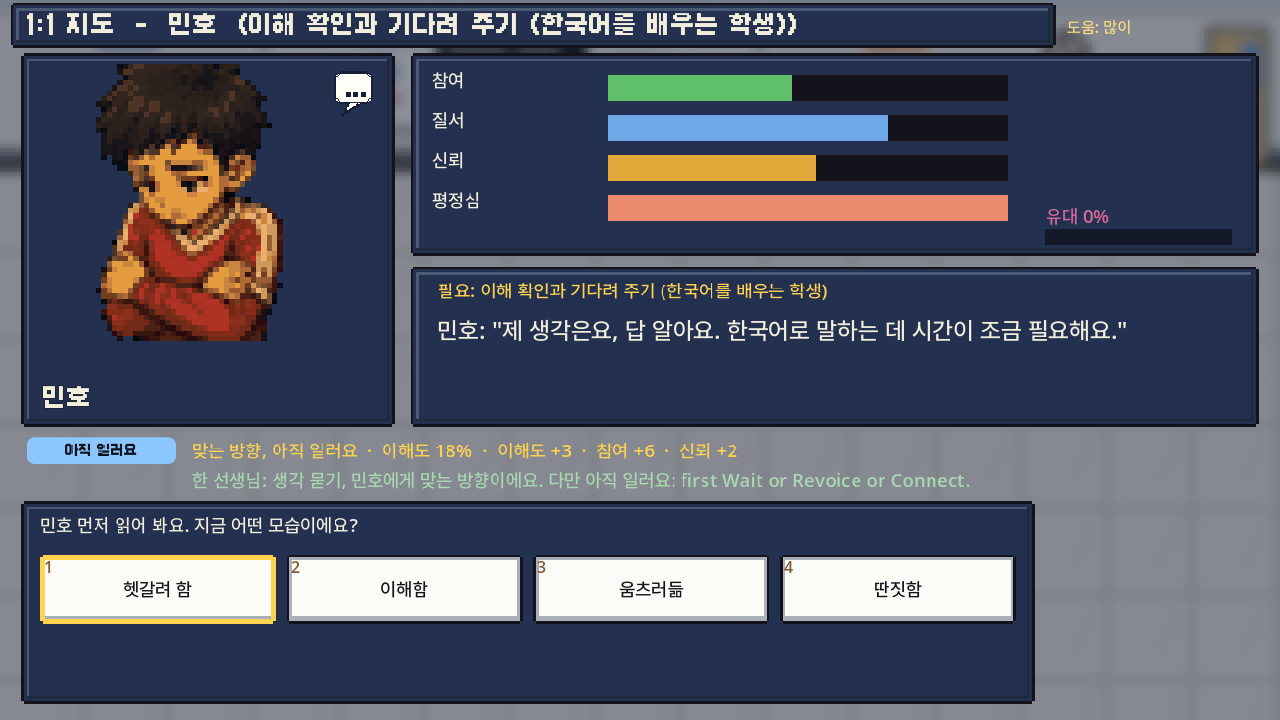 1:1 지도 - 민호 (이해 확인과 기다려 주기 (한국어를 배우는 학생))
도움: 많이
참여
질서
신뢰
평정심
유대 0%
민호
필요: 이해 확인과 기다려 주기 (한국어를 배우는 학생)
민호: "제 생각은요, 답 알아요. 한국어로 말하는 데 시간이 조금 필요해요."
아직 일러요
맞는 방향, 아직 일러요 · 이해도 18% · 이해도 +3 · 참여 +6 · 신뢰 +2
한 선생님: 생각 묻기, 민호에게 맞는 방향이에요. 다만 아직 일러요: first Wait or Revoice or Connect.
민호 먼저 읽어 봐요. 지금 어떤 모습이에요?
1 헷갈려 함
2 이해함
3 움츠러듦
4 딴짓함